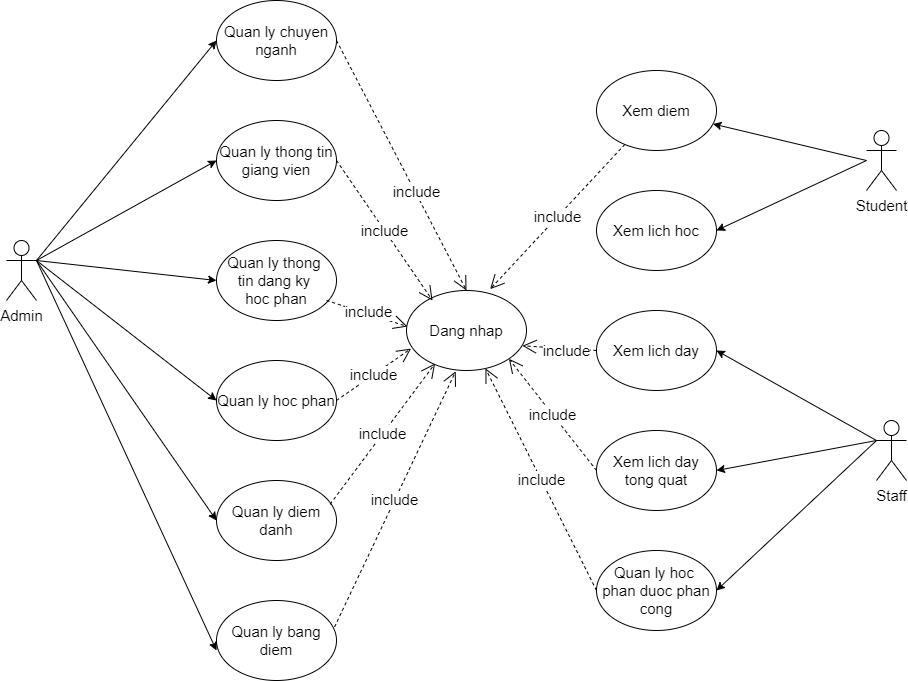 Quan ly chuyen
nganh
Quan ly thong tin
giang vien
Quan ly thong
tin dang ky
hoc phan
Quan ly hoc phan
Quan ly diem
danh
Quan ly bang
diem
Admin
include
include
include
include
include
include
Dang nhap
include
include
include
include
Xem diem
Xem lich hoc
Xem lich day
Xem lich day
tong quat
Quan ly hoc
phan duoc phan
cong
Student
Staff